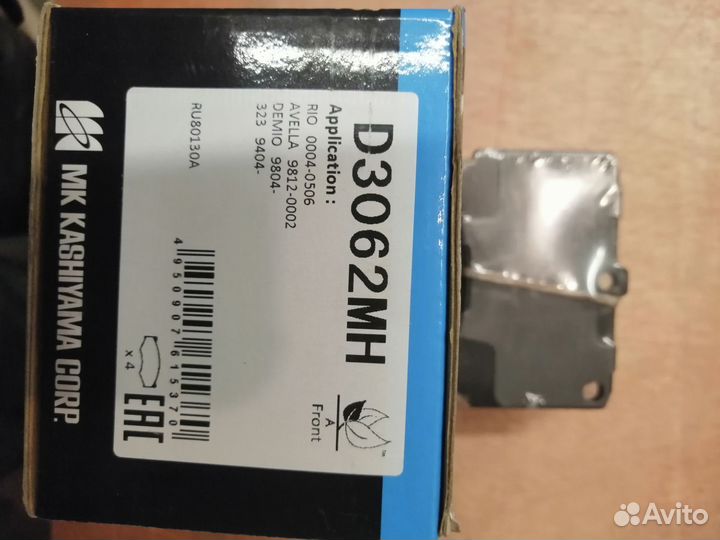 D3062MH
Application :
RIO 0004-0506
AVELLA 9812-0002
DEMIO 9804-
323 9404-
A
Front
TM
RU80130A
4 950907 615370
x 4
EAC
MK KASHIYAMA CORP.
Avito